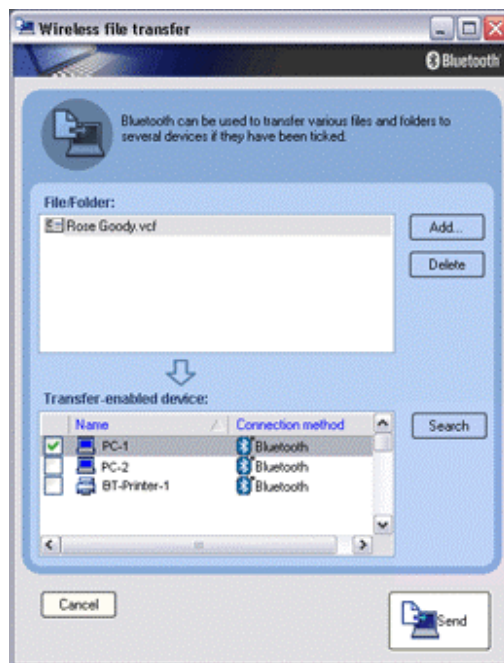 Wireless file transfer
Bluetooth
Bluetooth can be used to transfer various files and folders to
several devices if they have been ticked.
File/Folder:
Rose Goody.vcf
Add...
Delete
Transfer-enabled device:
Name / Connection method
PC-1 Bluetooth
PC-2 Bluetooth
BT-Printer-1 Bluetooth
Search
Cancel
Send